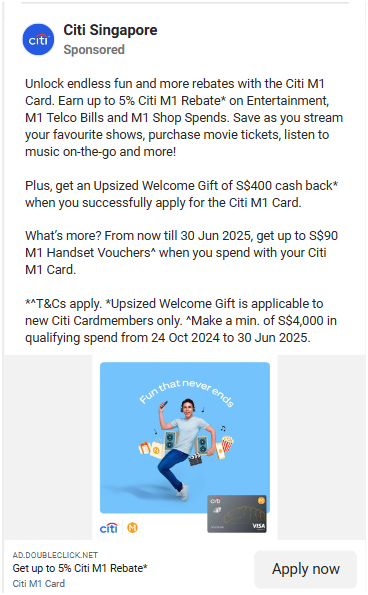 citi
Citi Singapore
Sponsored
Unlock endless fun and more rebates with the Citi M1
Card. Earn up to 5% Citi M1 Rebate* on Entertainment,
M1 Telco Bills and M1 Shop Spends. Save as you stream
your favourite shows, purchase movie tickets, listen to
music on-the-go and more!
Plus, get an Upsized Welcome Gift of S$400 cash back*
when you successfully apply for the Citi M1 Card.
What's more? From now till 30 Jun 2025, get up to S$90
M1 Handset Vouchers^ when you spend with your Citi
M1 Card.
*^T&Cs apply. *Upsized Welcome Gift is applicable to
new Citi Cardmembers only. ^Make a min. of S$4,000 in
qualifying spend from 24 Oct 2024 to 30 Jun 2025.
Fun that never ends
citi
VISA
citi
AD.DOUBLECLICK.NET
Get up to 5% Citi M1 Rebate*
Citi M1 Card
Apply now